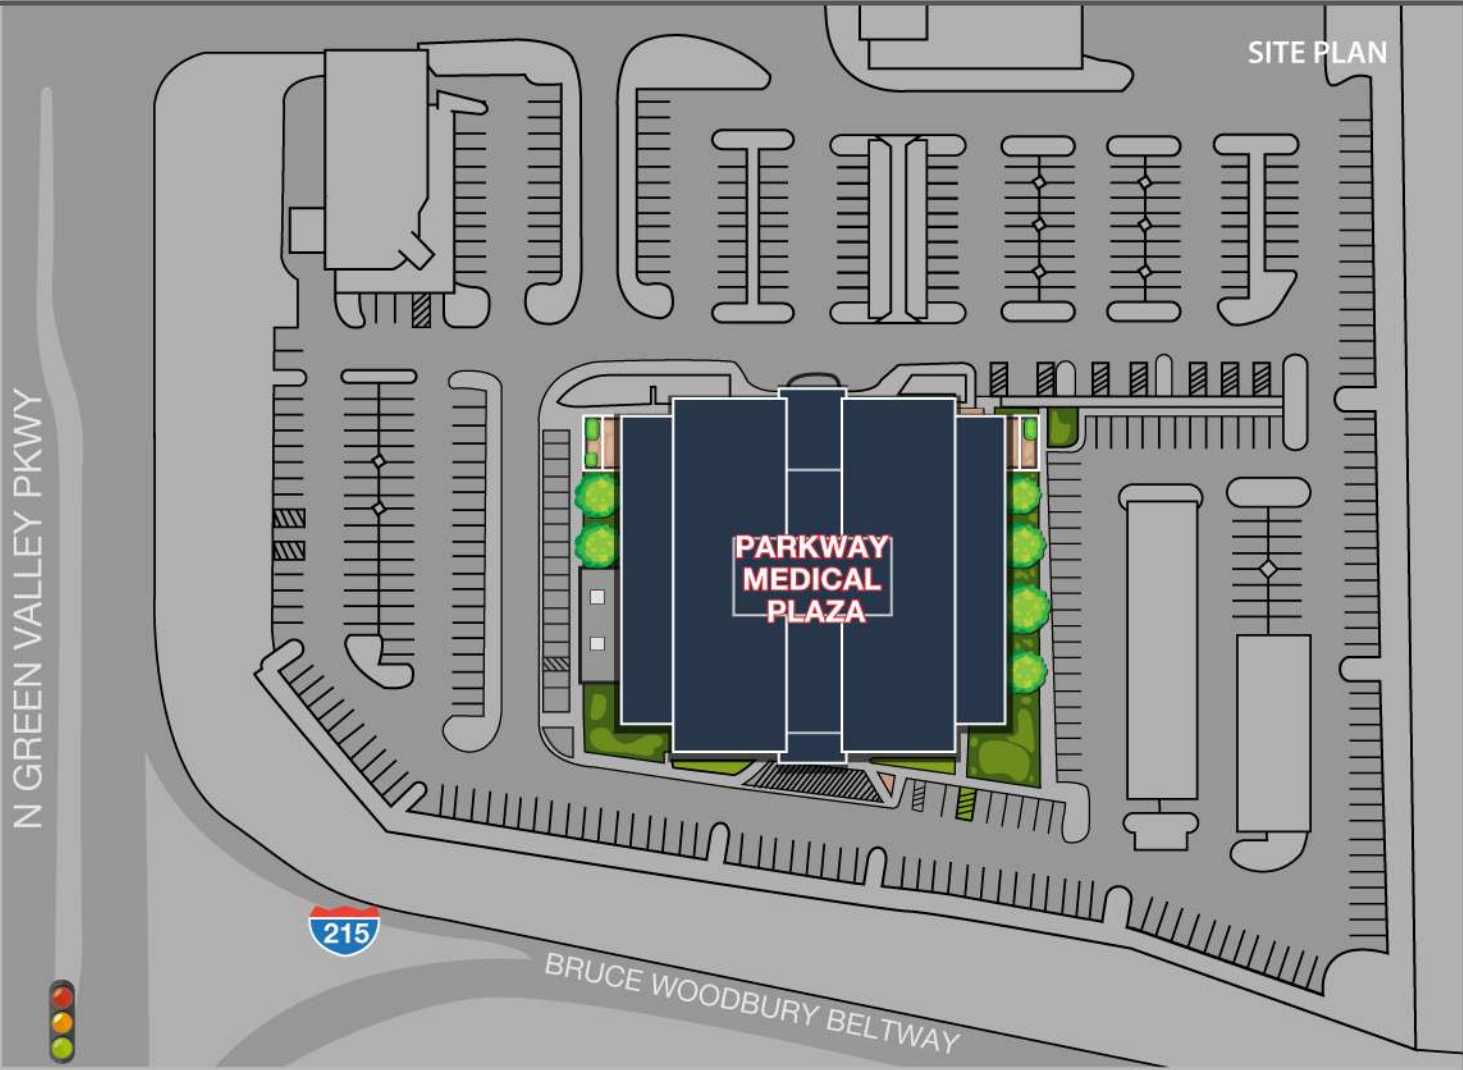 SITE PLAN
N GREEN VALLEY PKWY
PARKWAY
MEDICAL
PLAZA
215
BRUCE WOODBURY BELTWAY